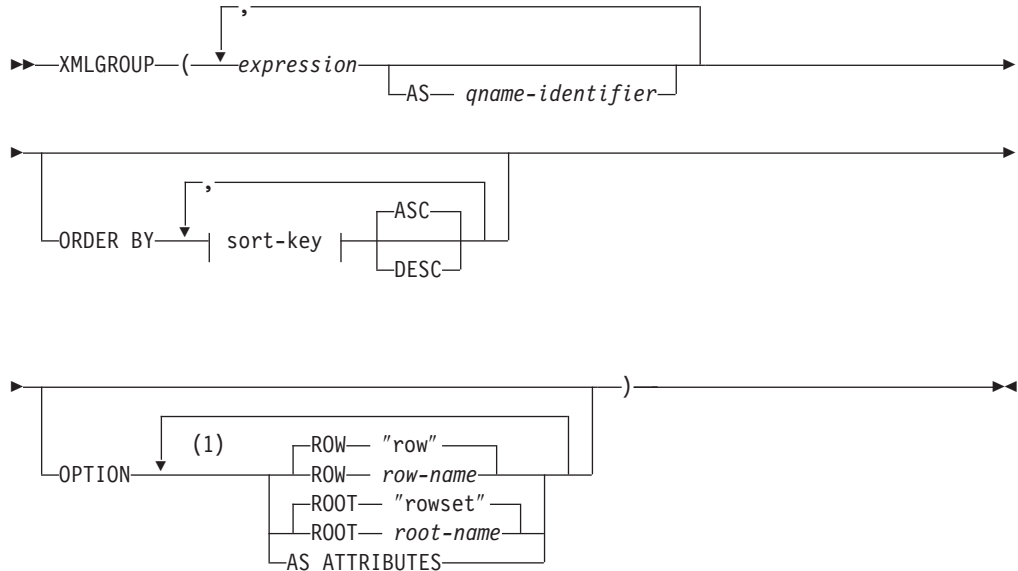 ,
XMLGROUP ( expression
AS qname-identifier
,
ASC
ORDER BY sort-key
DESC
)
(1) ROW ″row″
OPTION ROW row-name
ROOT ″rowset″
ROOT root-name
AS ATTRIBUTES